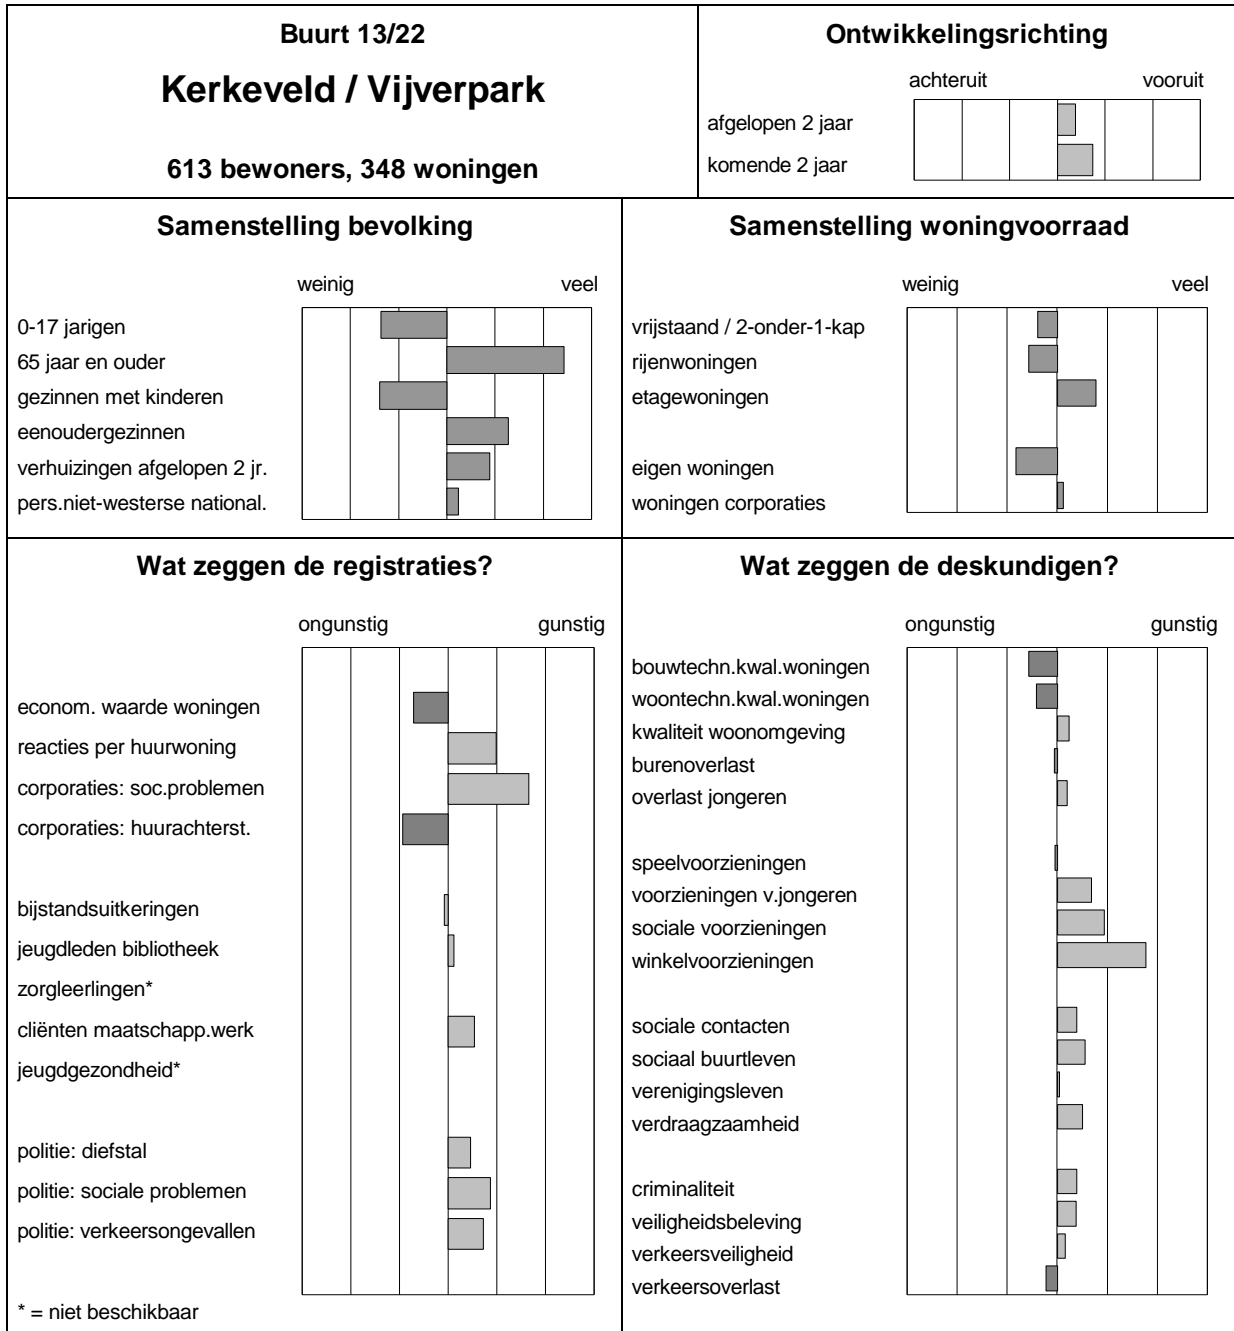 Buurt 13/22
Kerkeveld / Vijverpark
613 bewoners, 348 woningen
Ontwikkelingsrichting
achteruit vooruit
afgelopen 2 jaar
komende 2 jaar
Samenstelling bevolking
weinig veel
0-17 jarigen
65 jaar en ouder
gezinnen met kinderen
eenoudergezinnen
verhuizingen afgelopen 2 jr.
pers.niet-westerse national.
Samenstelling woningvoorraad
weinig veel
vrijstaand / 2-onder-1-kap
rijenwoningen
etagewoningen
eigen woningen
woningen corporaties
Wat zeggen de registraties?
ongunstig gunstig
econom. waarde woningen
reacties per huurwoning
corporaties: soc.problemen
corporaties: huurachterst.
bijstandsuitkeringen
jeugdleden bibliotheek
zorgleerlingen*
cliënten maatschapp.werk
jeugdgezondheid*
politie: diefstal
politie: sociale problemen
politie: verkeersongevallen
* = niet beschikbaar
Wat zeggen de deskundigen?
ongunstig gunstig
bouwtechn.kwal.woningen
woontechn.kwal.woningen
kwaliteit woonomgeving
burenoverlast
overlast jongeren
speelvoorzieningen
voorzieningen v.jongeren
sociale voorzieningen
winkelvoorzieningen
sociale contacten
sociaal buurtleven
verenigingsleven
verdraagzaamheid
criminaliteit
veiligheidsbeleving
verkeersveiligheid
verkeersoverlast